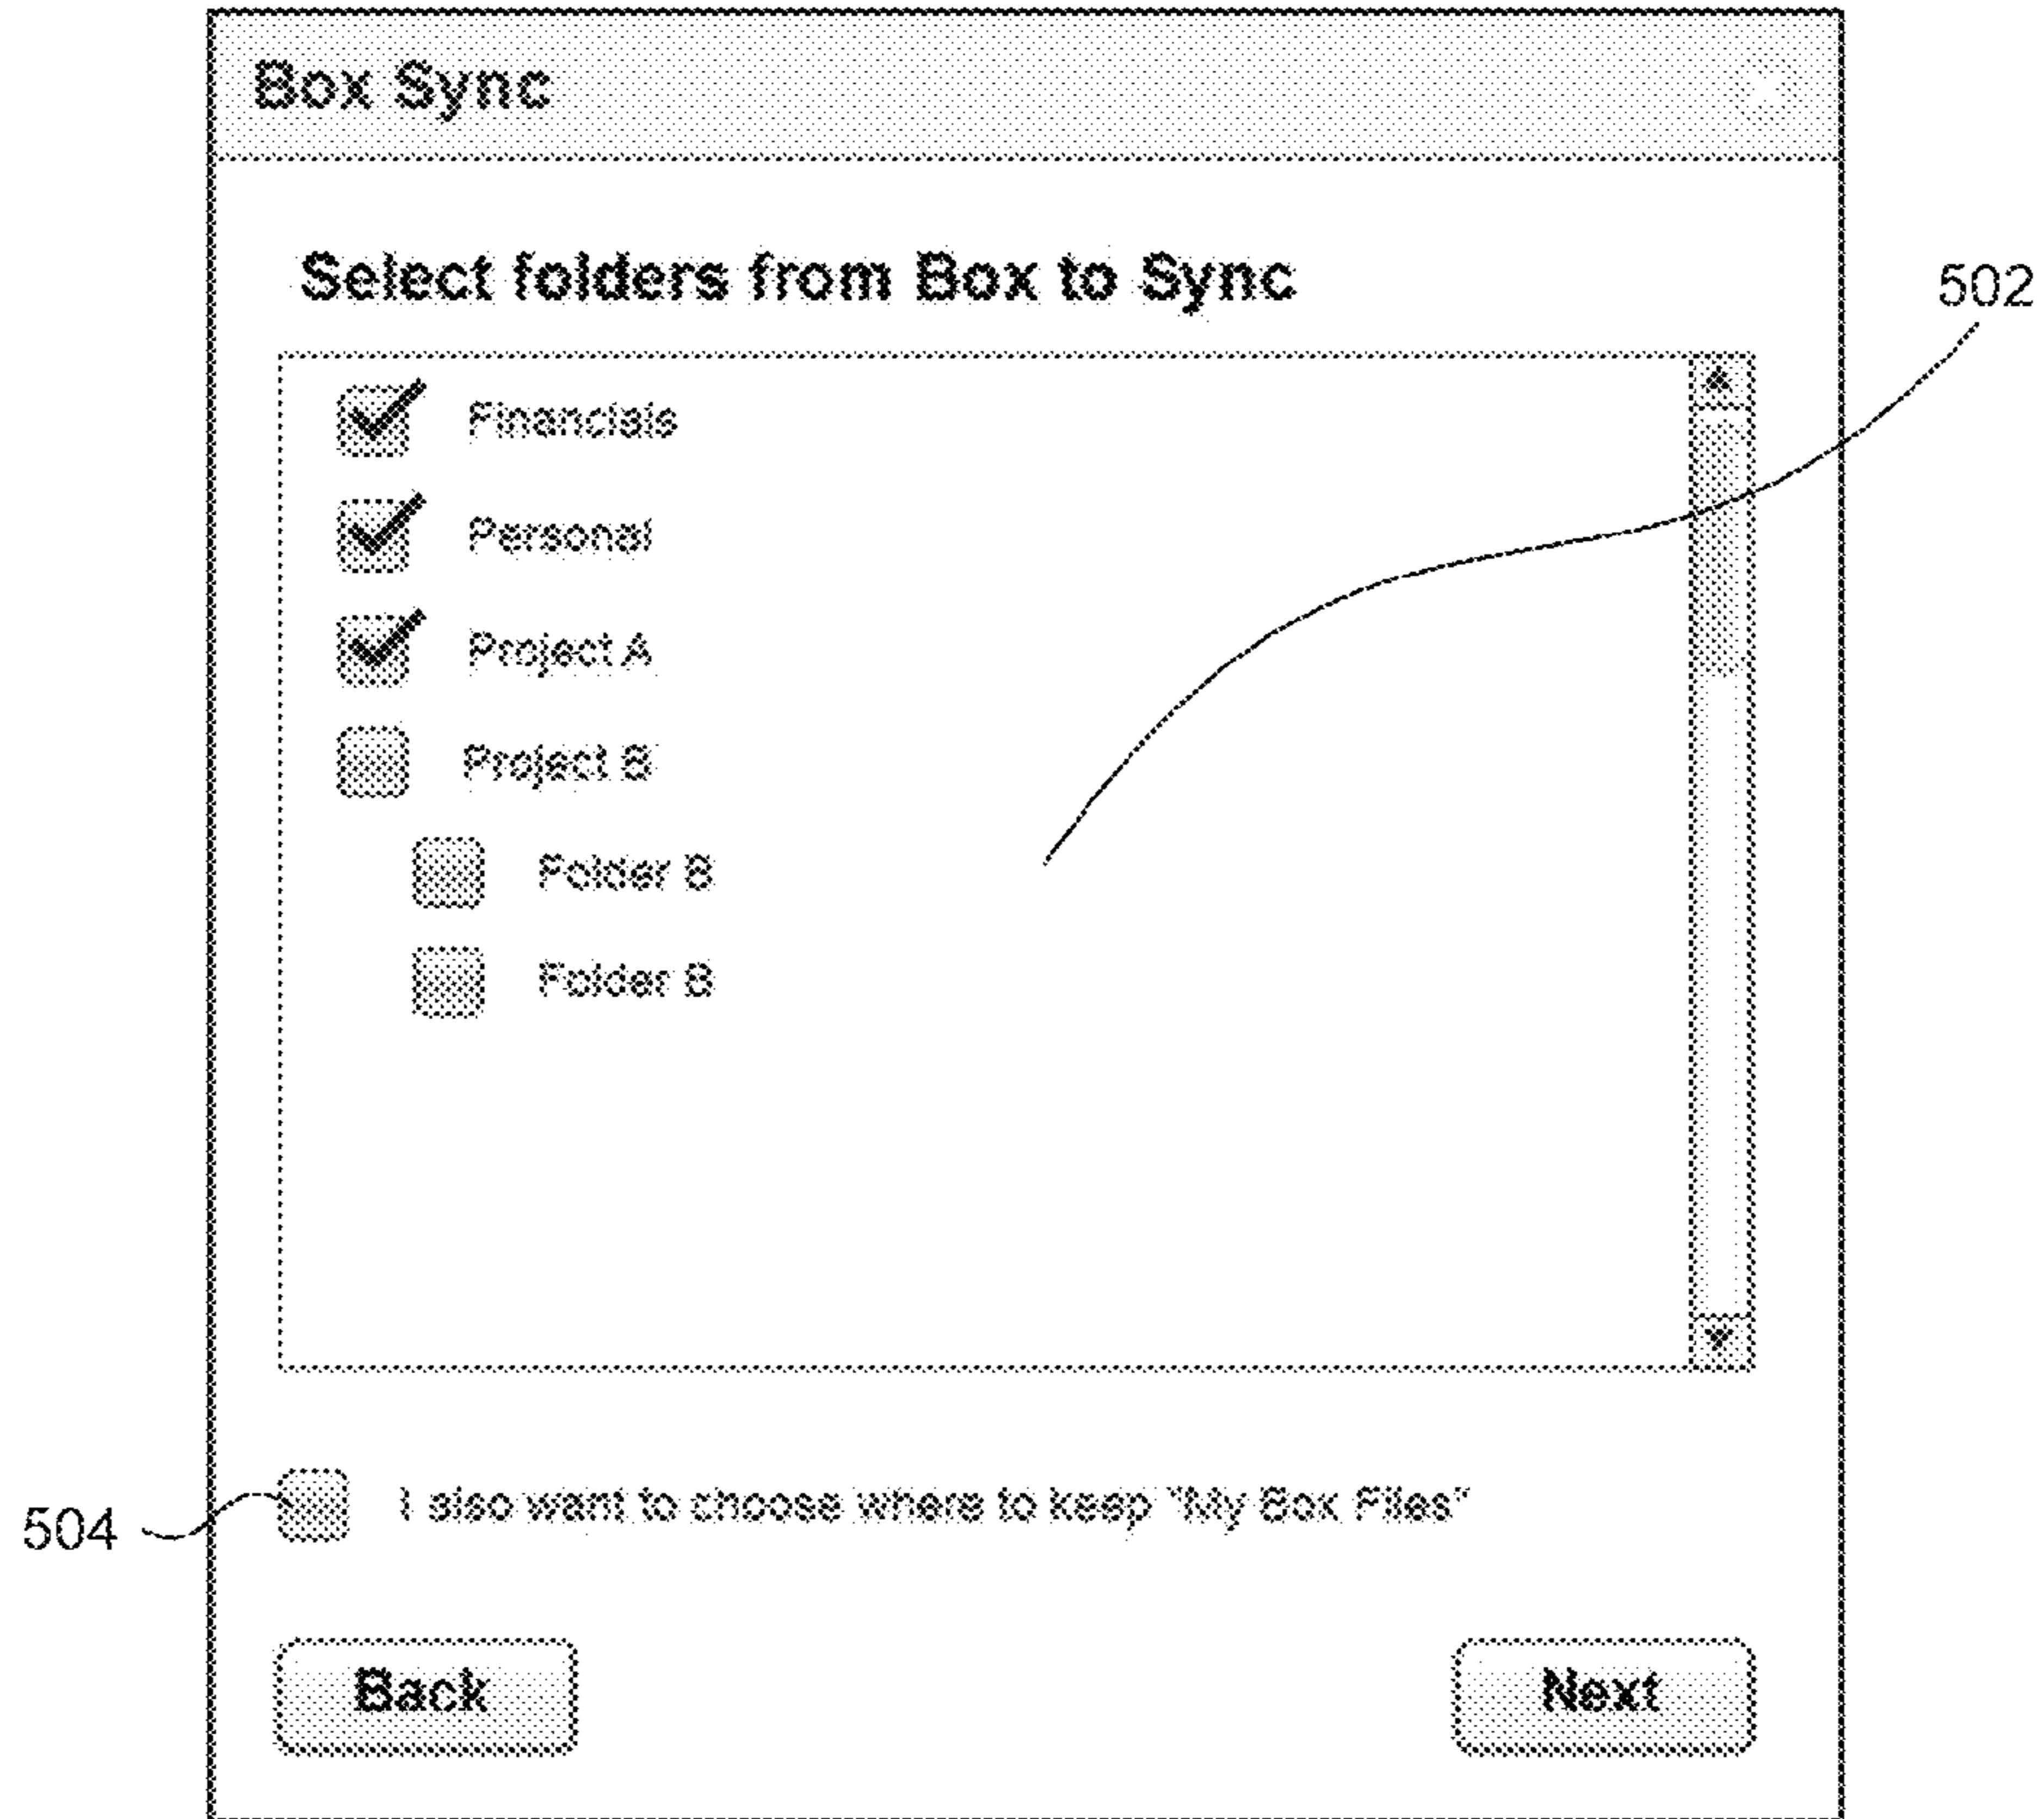 Box Sync
Select folders from Box to Sync
502
Financials
Personal
Project A
Project B
Folder B
Folder B
504
I also want to choose where to keep "My Box Files"
Back
Next